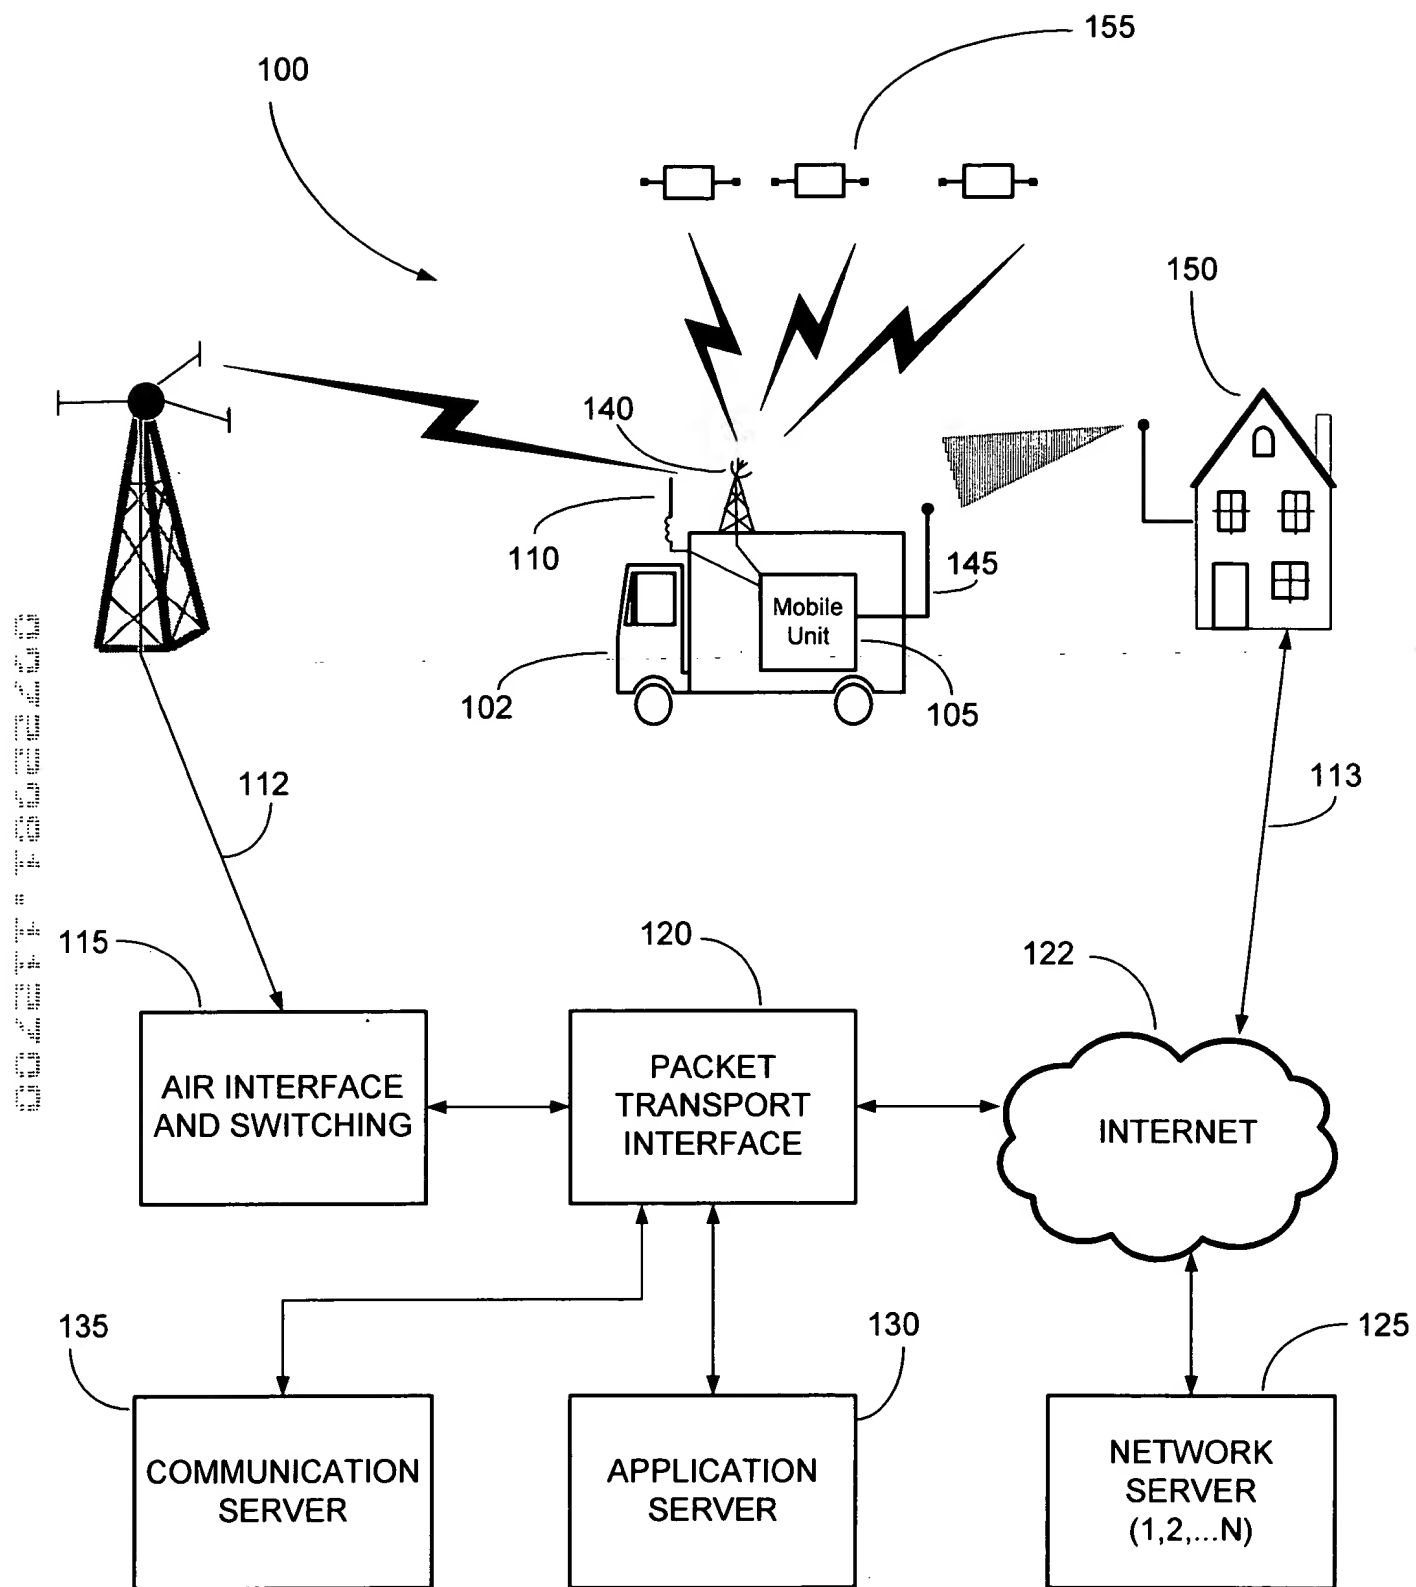 155
100
150
140
110
145
Mobile
Unit
102
105
112
113
115
120
122
AIR INTERFACE
AND SWITCHING
PACKET
TRANSPORT
INTERFACE
INTERNET
135
130
125
COMMUNICATION
SERVER
APPLICATION
SERVER
NETWORK
SERVER
(1,2,...N)